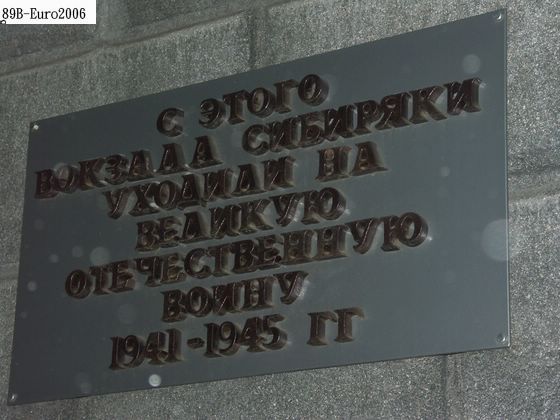 89B-Euro2006
С ЭТОГО
ВОКЗАЛА СИБИРЯКИ
УХОДИЛИ НА
ВЕЛИКУЮ
ОТЕЧЕСТВЕННУЮ
ВОЙНУ
1941-1945 ГГ